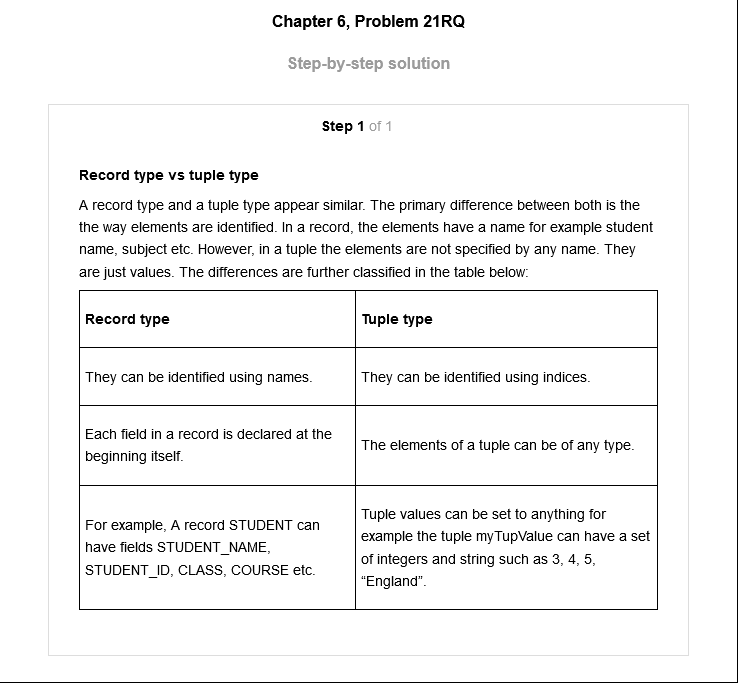 Chapter 6, Problem 21RQ
Step-by-step solution
Step 1 of 1
Record type vs tuple type
A record type and a tuple type appear similar. The primary difference between both is the
the way elements are identified. In a record, the elements have a name for example student
name, subject etc. However, in a tuple the elements are not specified by any name. They
are just values. The differences are further classified in the table below:
Record type
Tuple type
They can be identified using names.
They can be identified using indices.
Each field in a record is declared at the
beginning itself.
The elements of a tuple can be of any type.
For example, A record STUDENT can
have fields STUDENT_NAME,
STUDENT_ID, CLASS, COURSE etc.
Tuple values can be set to anything for
example the tuple myTupValue can have a set
of integers and string such as 3, 4, 5,
“England”.